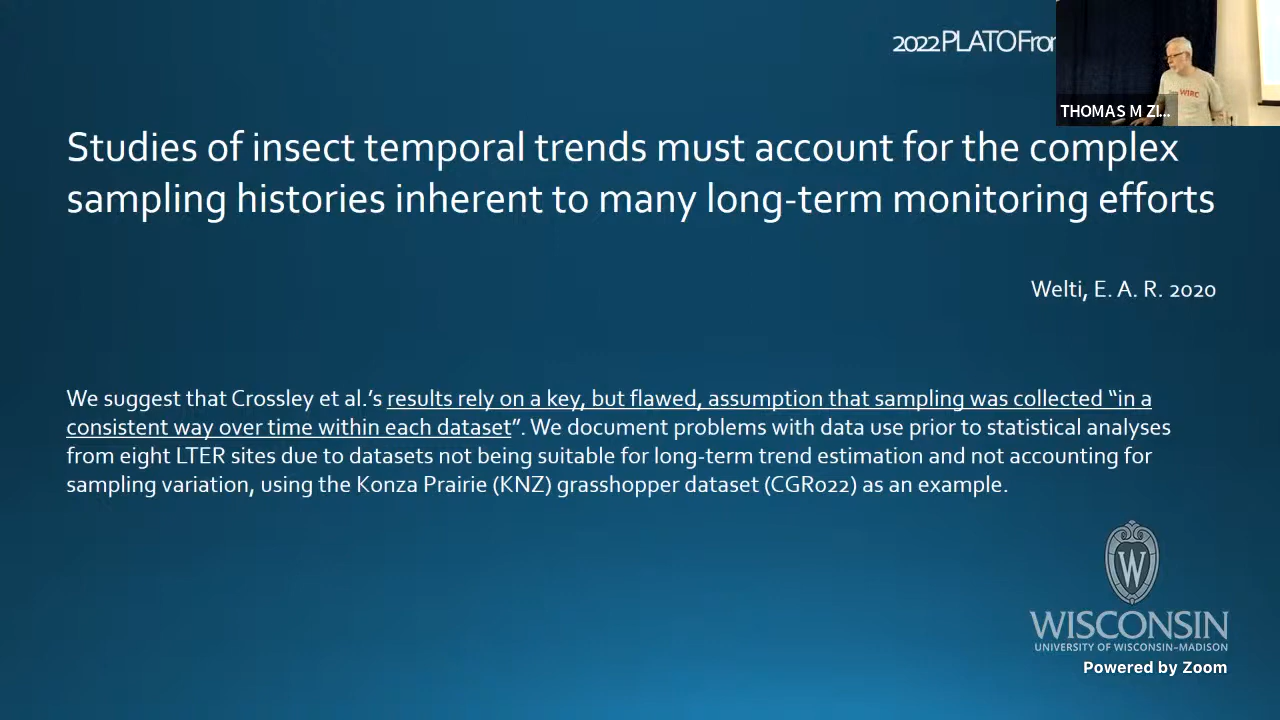 2022 PLATO Fron
THOMAS M ZI...
WISC
Studies of insect temporal trends must account for the complex
sampling histories inherent to many long-term monitoring efforts
Welti, E. A. R. 2020
We suggest that Crossley et al.’s results rely on a key, but flawed, assumption that sampling was collected “in a
consistent way over time within each dataset”. We document problems with data use prior to statistical analyses
from eight LTER sites due to datasets not being suitable for long-term trend estimation and not accounting for
sampling variation, using the Konza Prairie (KNZ) grasshopper dataset (CGR022) as an example.
W
WISCONSIN
UNIVERSITY OF WISCONSIN–MADISON
Powered by Zoom